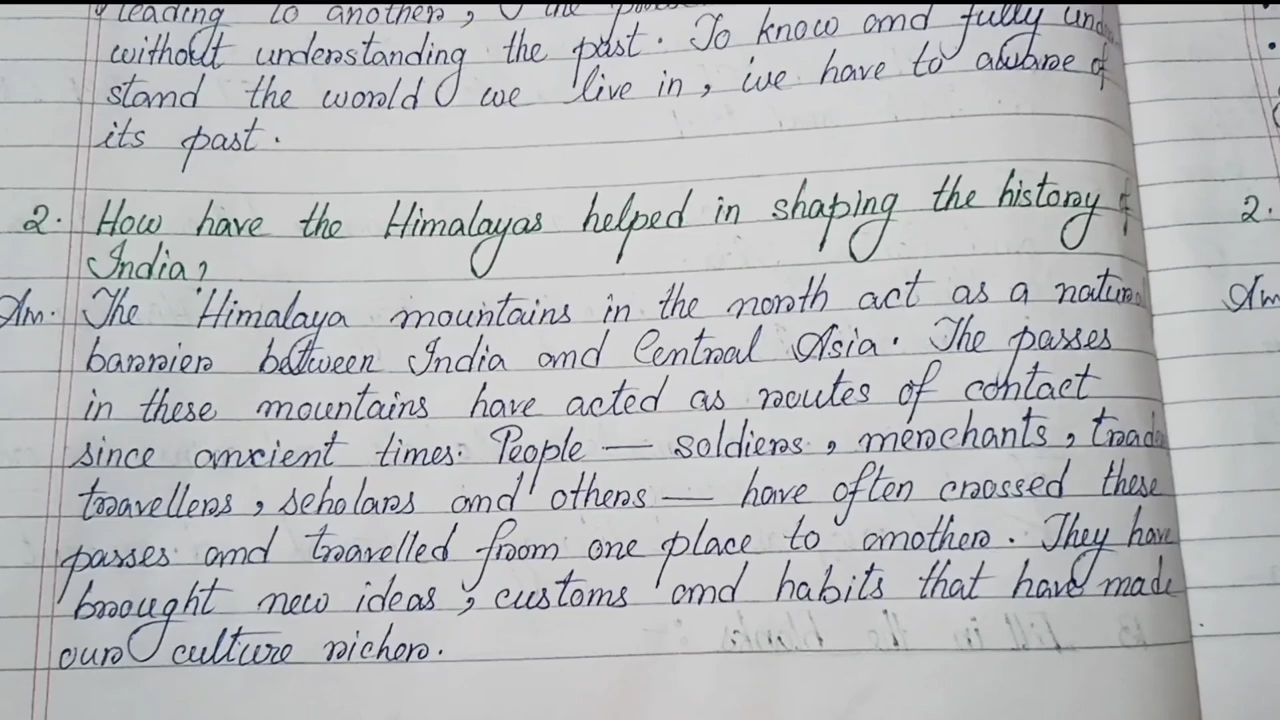 leading to another, the
without understanding the past. To know and fully und
stand the world we live in, we have to aware of
its past.
2. How have the Himalayas helped in shaping the history of
India?
Ans. The Himalaya mountains in the north act as a natural
barrier between India and Central Asia. The passes
in these mountains have acted as routes of contact
since ancient times. People — soldiers, merchants, trad
travellers, scholars and others — have often crossed these
passes and travelled from one place to another. They have
brought new ideas, customs and habits that have made
our culture richer.
2.
Ans